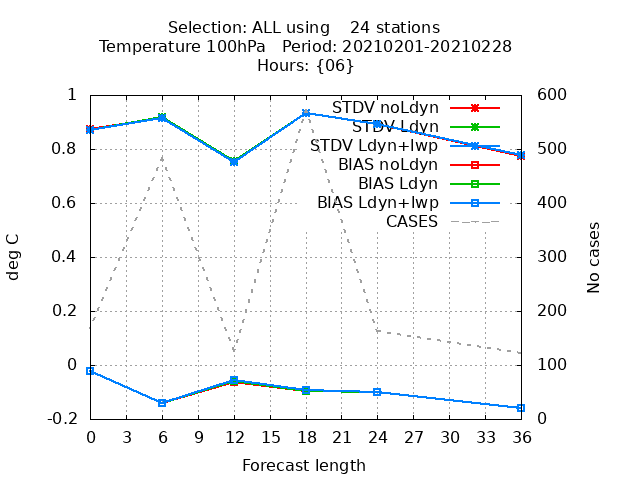 Selection: ALL using    24 stations
Temperature 100hPa   Period: 20210201-20210228
Hours: {06}
1
0.8
0.6
0.4
0.2
0
-0.2
deg C
STDV noLdyn
STDV Ldyn
STDV Ldyn+lwp
BIAS noLdyn
BIAS Ldyn
BIAS Ldyn+lwp
CASES
600
500
400
300
200
100
0
No cases
0 3 6 9 12 15 18 21 24 27 30 33 36
Forecast length